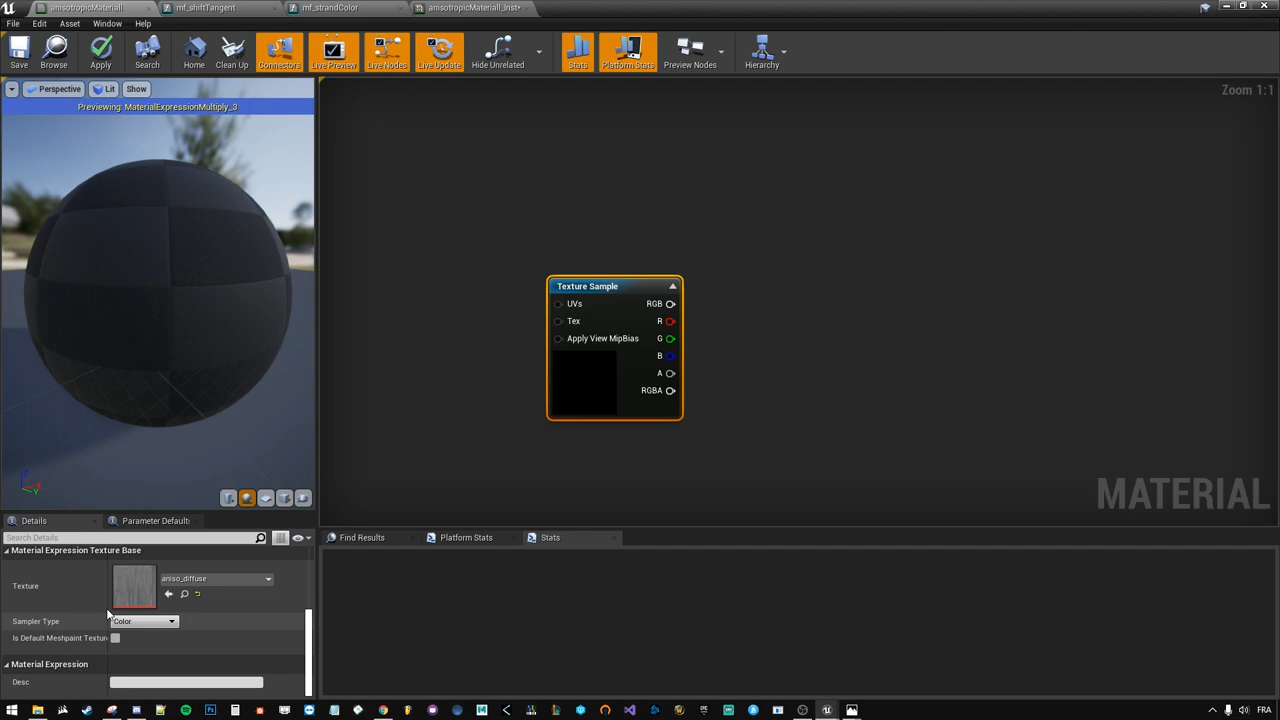 anisotropicMateriall
mf_shiftTangent
mf_strandColor
anisotropicMateriall_Inst*
File Edit Asset Window Help
Save Browse Apply Search Home Clean Up Connectors Live Preview Live Nodes Live Update Hide Unrelated Stats Platform Stats Preview Nodes Hierarchy
Perspective Lit Show
Zoom 1:1
Previewing: MaterialExpressionMultiply_3
Texture Sample
UVs RGB
Tex R
Apply View MipBias G
B
A
RGBA
MATERIAL
Details Parameter Defaults
Search Details
Find Results Platform Stats Stats
Material Expression Texture Base
Texture aniso_diffuse
Sampler Type Color
Is Default Meshpaint Texture
Material Expression
Desc
FRA